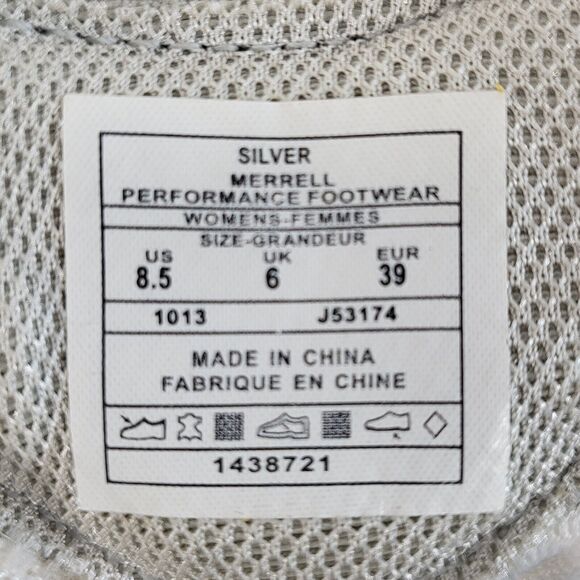 SILVER
MERRELL
PERFORMANCE FOOTWEAR
WOMENS-FEMMES
SIZE-GRANDEUR
US UK EUR
8.5 6 39
1013 J53174
MADE IN CHINA
FABRIQUE EN CHINE
1438721